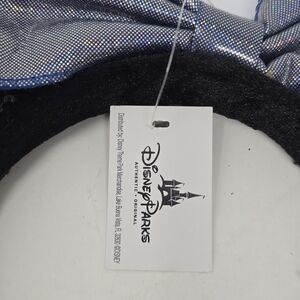 Disney Parks
AUTHENTIC • ORIGINAL
Distributed by: Disney Theme Park Merchandise, Lake Buena Vista, FL 32830 ©DISNEY